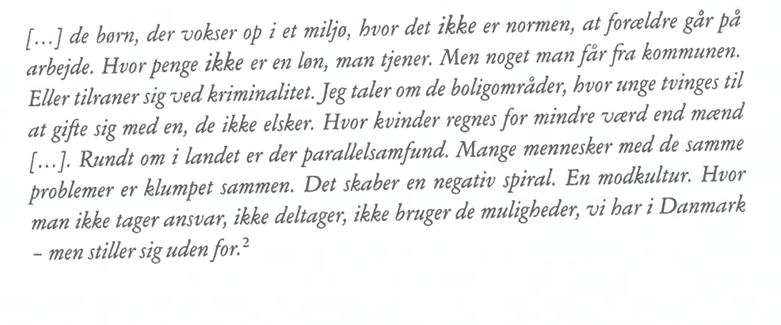 […] de børn, der vokser op i et miljø, hvor det ikke er normen, at forældre går på
arbejde. Hvor penge ikke er en løn, man tjener. Men noget man får fra kommunen.
Eller tilraner sig ved kriminalitet. Jeg taler om de boligområder, hvor unge tvinges til
at gifte sig med en, de ikke elsker. Hvor kvinder regnes for mindre værd end mænd
[…]. Rundt om i landet er der parallelsamfund. Mange mennesker med de samme
problemer er klumpet sammen. Det skaber en negativ spiral. En modkultur. Hvor
man ikke tager ansvar, ikke deltager, ikke bruger de muligheder, vi har i Danmark
– men stiller sig uden for.²